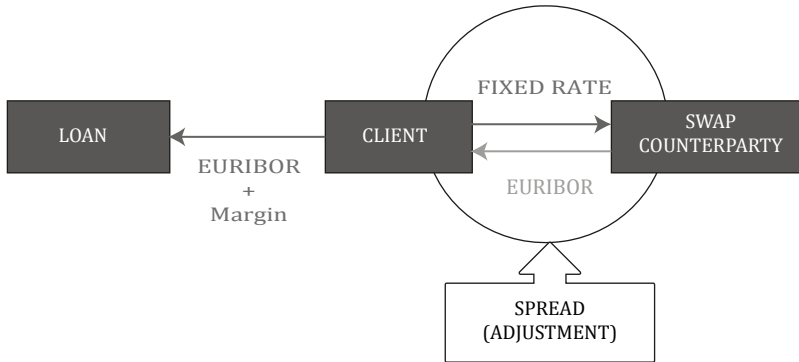 FIXED RATE
LOAN
CLIENT
SWAP
COUNTERPARTY
EURIBOR
+
Margin
EURIBOR
SPREAD
(ADJUSTMENT)